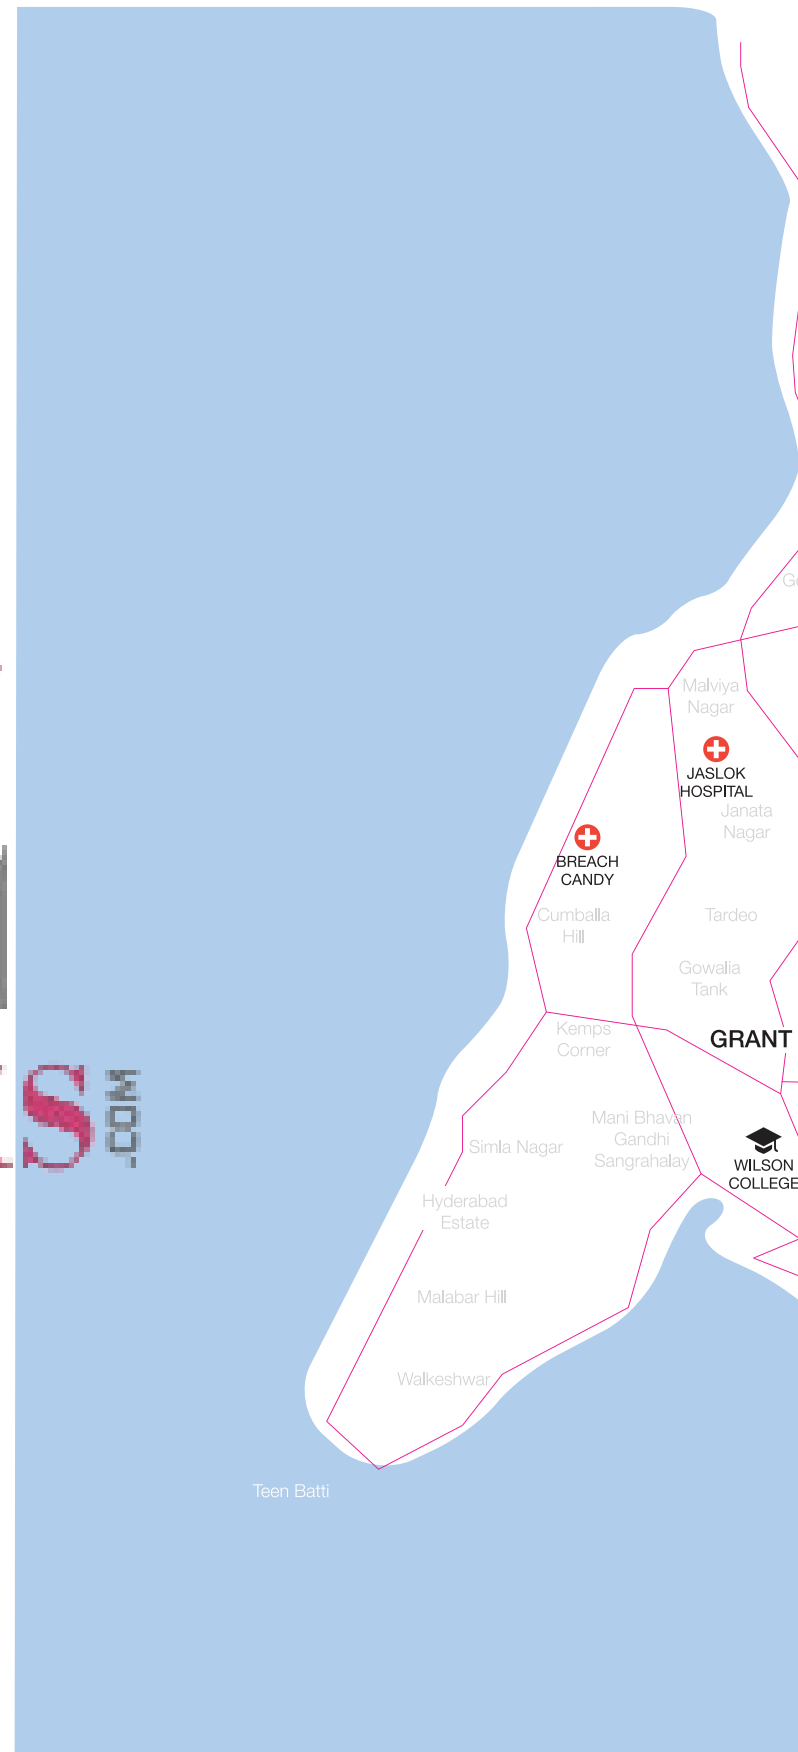 Malviya
Nagar
JASLOK
HOSPITAL
Janata
Nagar
BREACH
CANDY
Cumballa
Hill
Tardeo
Gowalia
Tank
Kemps
Corner
GRANT
Mani Bhavan
Gandhi
Sangrahalay
Simla Nagar
WILSON
COLLEGE
Hyderabad
Estate
Malabar Hill
Walkeshwar
Teen Batti
S
.COM